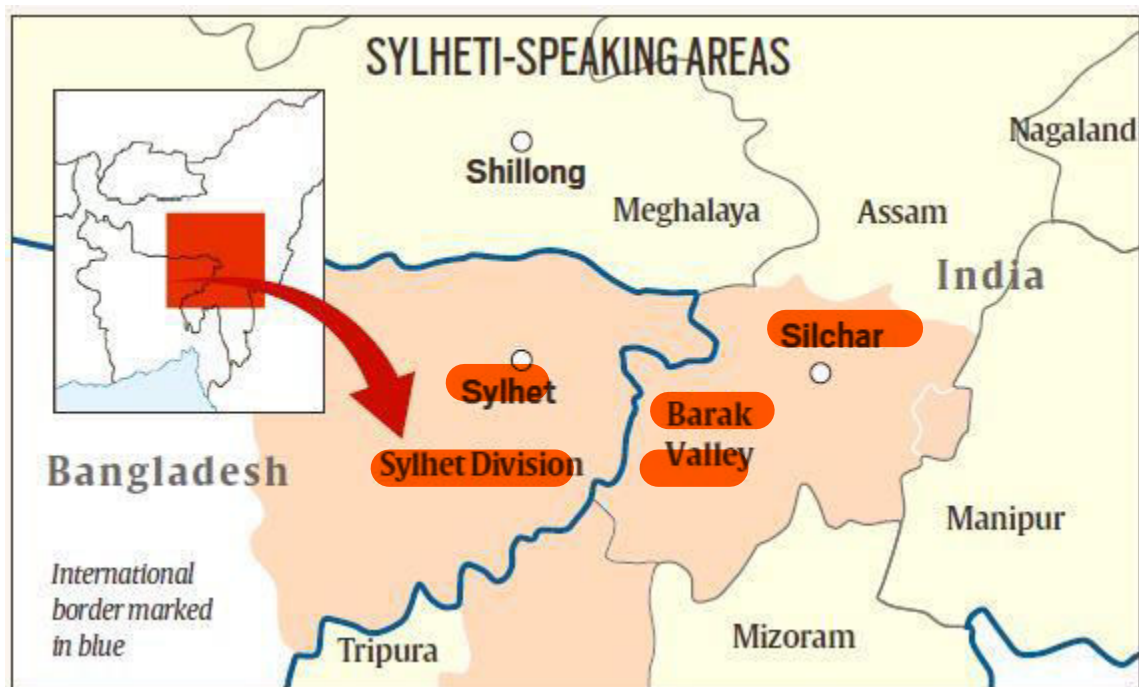 SYLHETI-SPEAKING AREAS
Shillong
Nagaland
Meghalaya
Assam
India
Silchar
Sylhet
Barak
Valley
Sylhet Division
Bangladesh
Manipur
International
border marked
in blue
Tripura
Mizoram